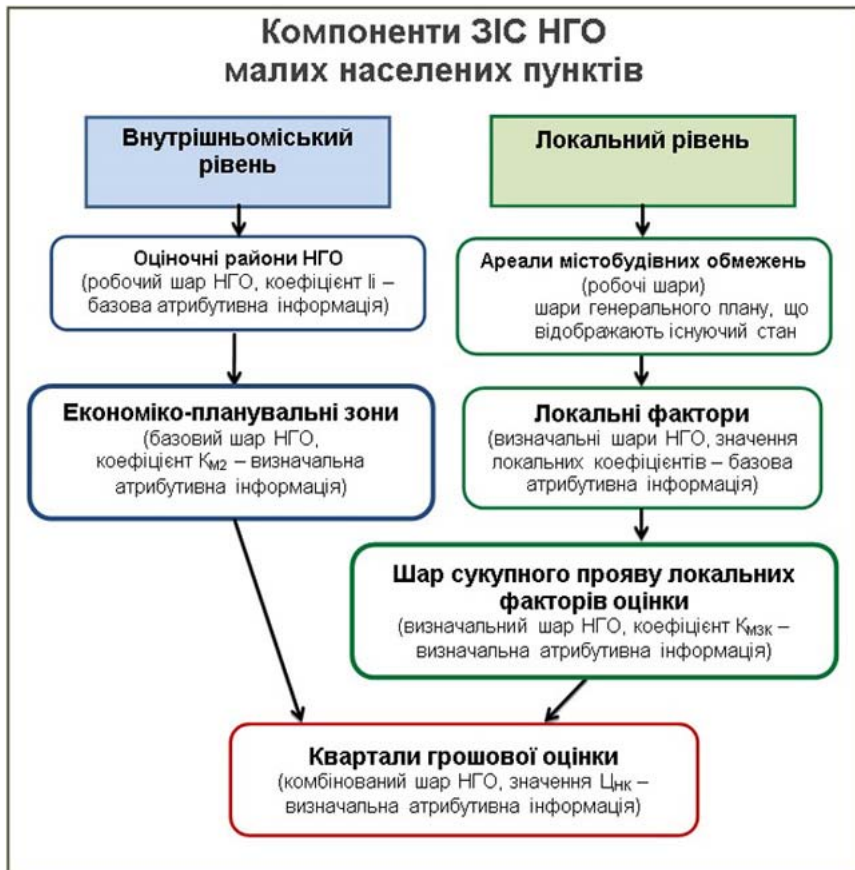 Компоненти ЗІС НГО
малих населених пунктів
Внутрішньоміський
рівень
Оціночні райони НГО
(робочий шар НГО, коефіцієнт Іі –
базова атрибутивна інформація)
Економіко-планувальні зони
(базовий шар НГО,
коефіцієнт Км2 – визначальна
атрибутивна інформація)
Локальний рівень
Ареали містобудівних обмежень
(робочі шари)
шари генерального плану, що
відображають існуючий стан
Локальні фактори
(визначальні шари НГО, значення
локальних коефіцієнтів – базова
атрибутивна інформація)
Шар сукупного прояву локальних
факторів оцінки
(визначальний шар НГО, коефіцієнт Кмзк –
визначальна атрибутивна інформація)
Квартали грошової оцінки
(комбінований шар НГО, значення Цнк –
визначальна атрибутивна інформація)